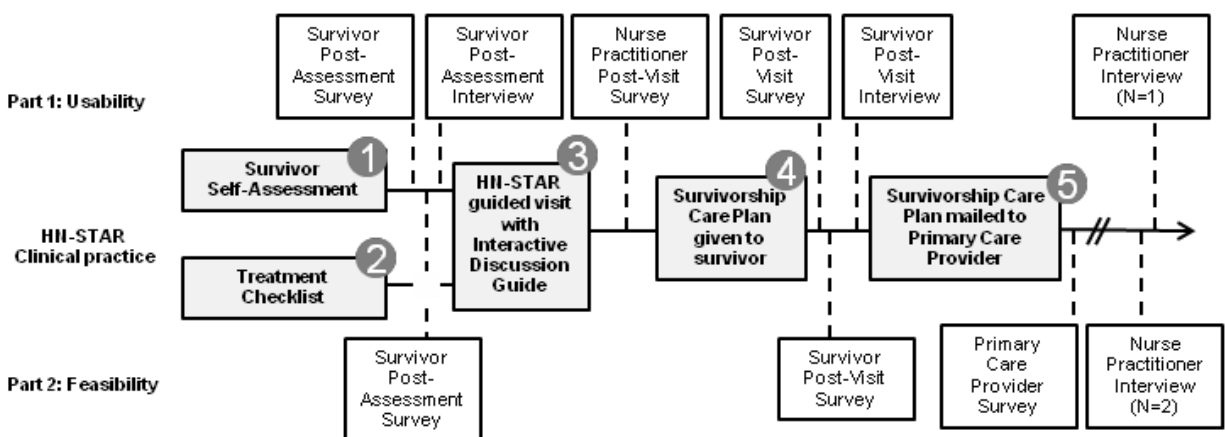 Survivor
Post-
Assessment
Survey
Survivor
Post-
Assessment
Interview
Nurse
Practitioner
Post-Visit
Survey
Survivor
Post-
Visit
Survey
Survivor
Post-
Visit
Interview
Nurse
Practitioner
Interview
(N=1)
Part 1: Usability
1
Survivor
Self-Assessment
3
HN-STAR
guided visit
with
Interactive
Discussion
Guide
4
Survivorship
Care Plan
given to
survivor
5
Survivorship Care
Plan mailed to
Primary Care
Provider
HN-STAR
Clinical practice
2
Treatment
Checklist
Part 2: Feasibility
Survivor
Post-
Assessment
Survey
Survivor
Post-Visit
Survey
Primary
Care
Provider
Survey
Nurse
Practitioner
Interview
(N=2)